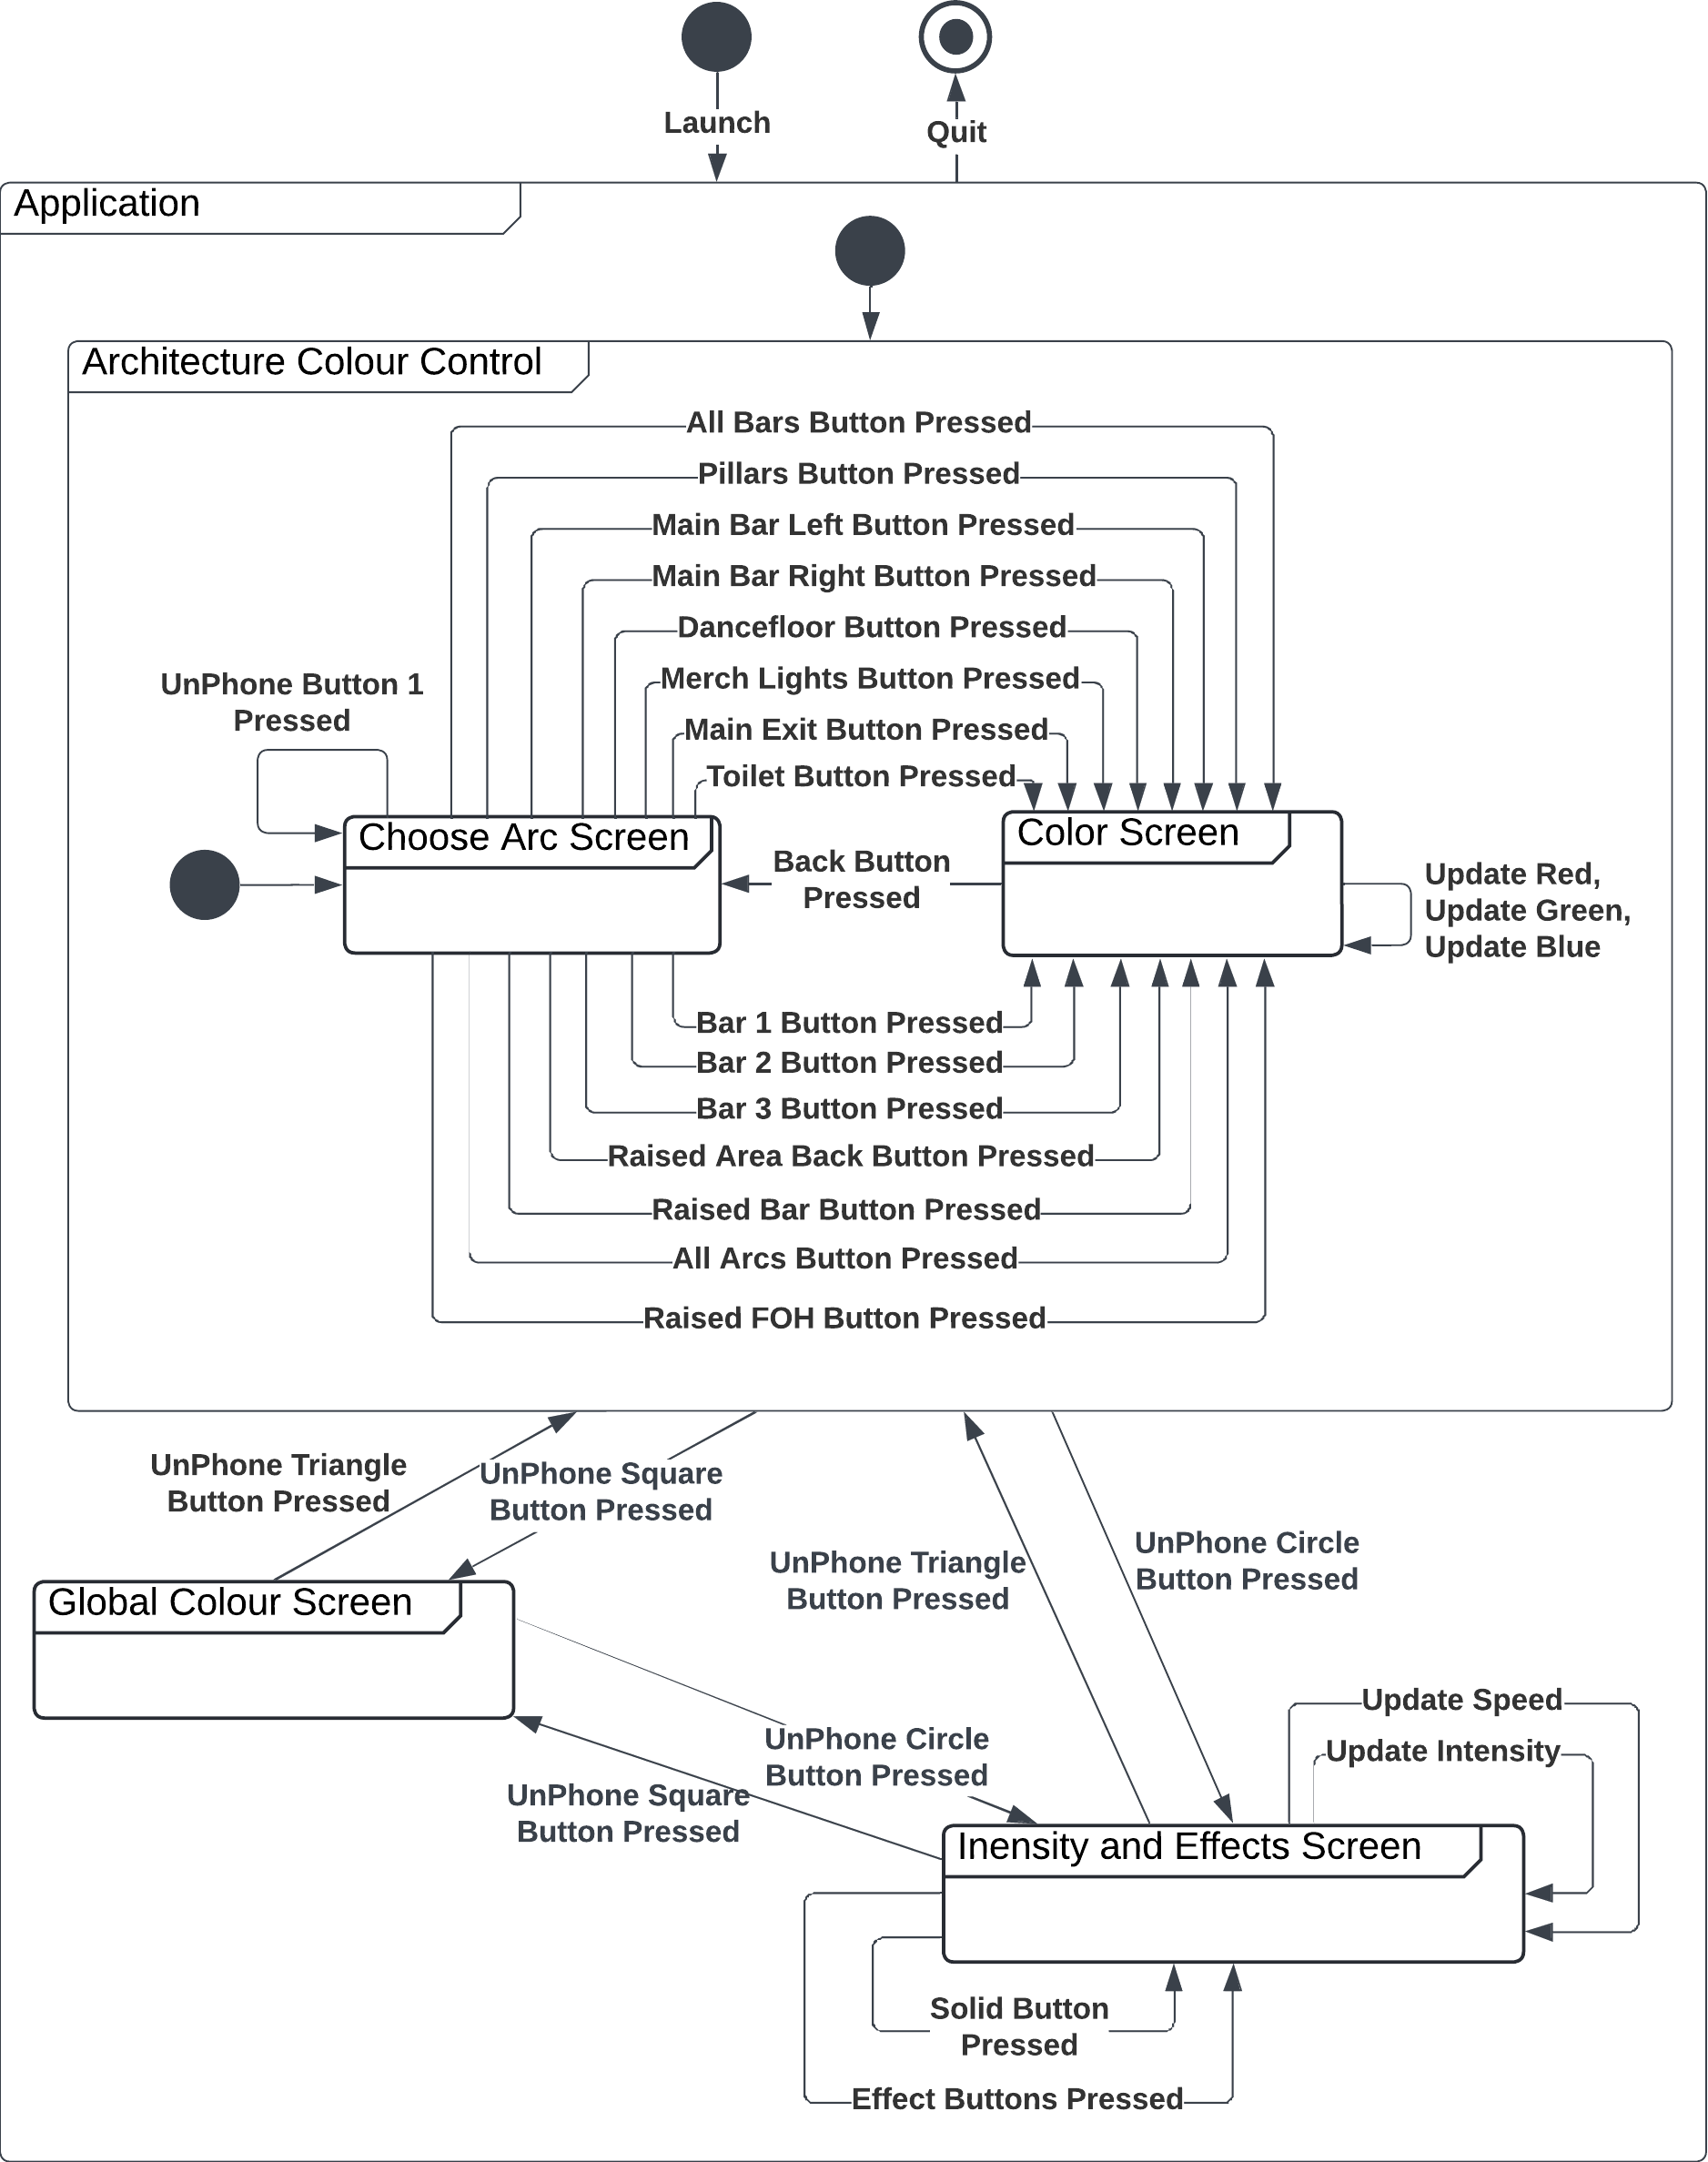 Launch
Quit
Application
Architecture Colour Control
All Bars Button Pressed
Pillars Button Pressed
Main Bar Left Button Pressed
Main Bar Right Button Pressed
Dancefloor Button Pressed
Merch Lights Button Pressed
Main Exit Button Pressed
Toilet Button Pressed
UnPhone Button 1
Pressed
Choose Arc Screen
Color Screen
Back Button
Pressed
Update Red,
Update Green,
Update Blue
Bar 1 Button Pressed
Bar 2 Button Pressed
Bar 3 Button Pressed
Raised Area Back Button Pressed
Raised Bar Button Pressed
All Arcs Button Pressed
Raised FOH Button Pressed
UnPhone Triangle
Button Pressed
UnPhone Square
Button Pressed
UnPhone Triangle
Button Pressed
UnPhone Circle
Button Pressed
Global Colour Screen
UnPhone Circle
Button Pressed
UnPhone Square
Button Pressed
Update Speed
Update Intensity
Inensity and Effects Screen
Solid Button
Pressed
Effect Buttons Pressed